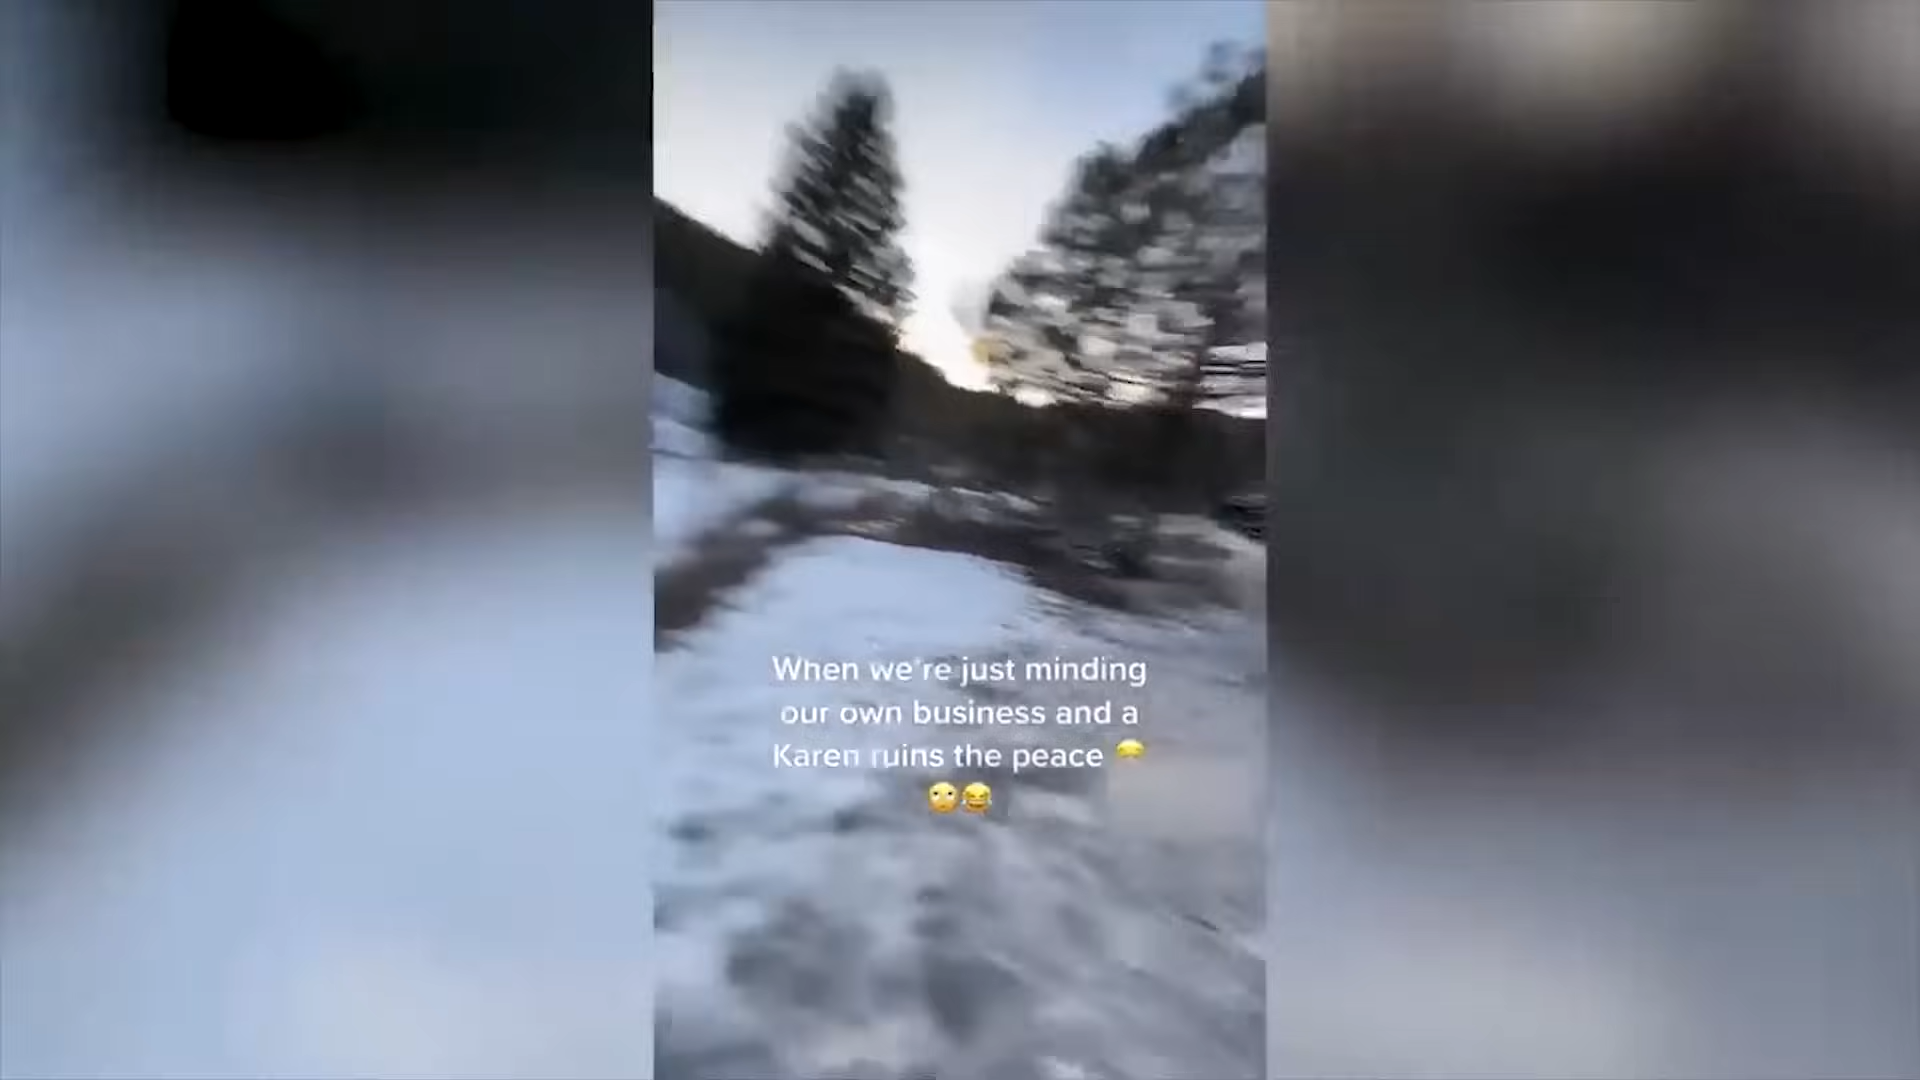 When we're just minding
our own business and a
Karen ruins the peace 😂
🙄😂